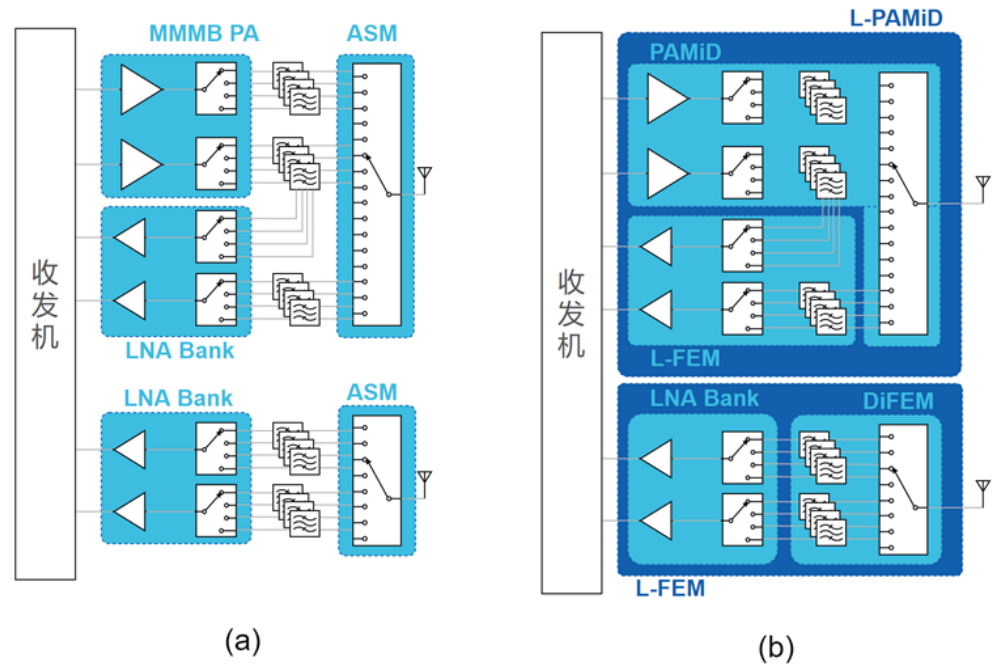 MMMB PA
ASM
收发机
LNA Bank
LNA Bank
ASM
(a)
L-PAMiD
PAMiD
收发机
L-FEM
LNA Bank
DiFEM
L-FEM
(b)